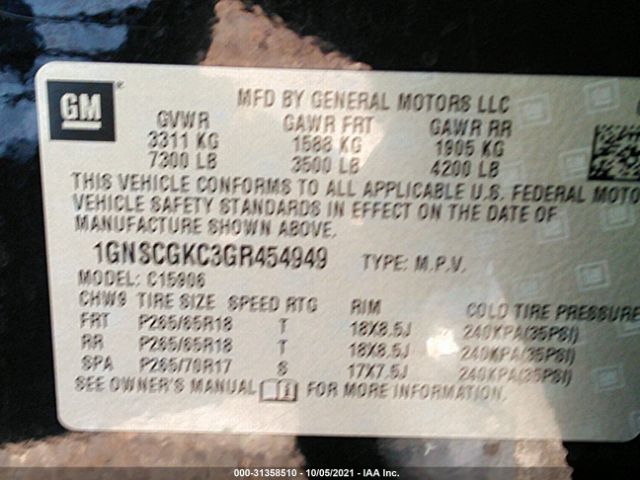 GM ®
MFD BY GENERAL MOTORS LLC
GVWR GAWR FRT GAWR RR
3311 KG 1588 KG 1905 KG
7300 LB 3500 LB 4200 LB
THIS VEHICLE CONFORMS TO ALL APPLICABLE U.S. FEDERAL MOTO
VEHICLE SAFETY STANDARDS IN EFFECT ON THE DATE OF
MANUFACTURE SHOWN ABOVE.
1GNSCGKC3GR454949 TYPE: M.P.V.
MODEL: C15906
CHW9 TIRE SIZE SPEED RTG RIM COLD TIRE PRESSURE
FRT P265/65R18 T 18X8.5J 240KPA(35PSI)
RR P265/65R18 T 18X8.5J 240KPA(35PSI)
SPA P265/70R17 S 17X7.5J 240KPA(35PSI)
SEE OWNER'S MANUAL FOR MORE INFORMATION.
000-31358510 - 10/05/2021 - IAA Inc.